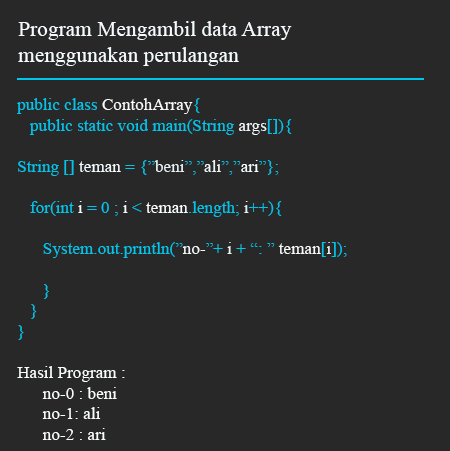 Program Mengambil data Array
menggunakan perulangan
public class ContohArray{
public static void main(String args[]){
String [] teman = {”beni”,”ali”,”ari”};
for(int i = 0 ; i < teman.length; i++){
System.out.println(”no-”+ i + “: ” teman[i]);
}
}
}
Hasil Program :
no-0 : beni
no-1: ali
no-2 : ari